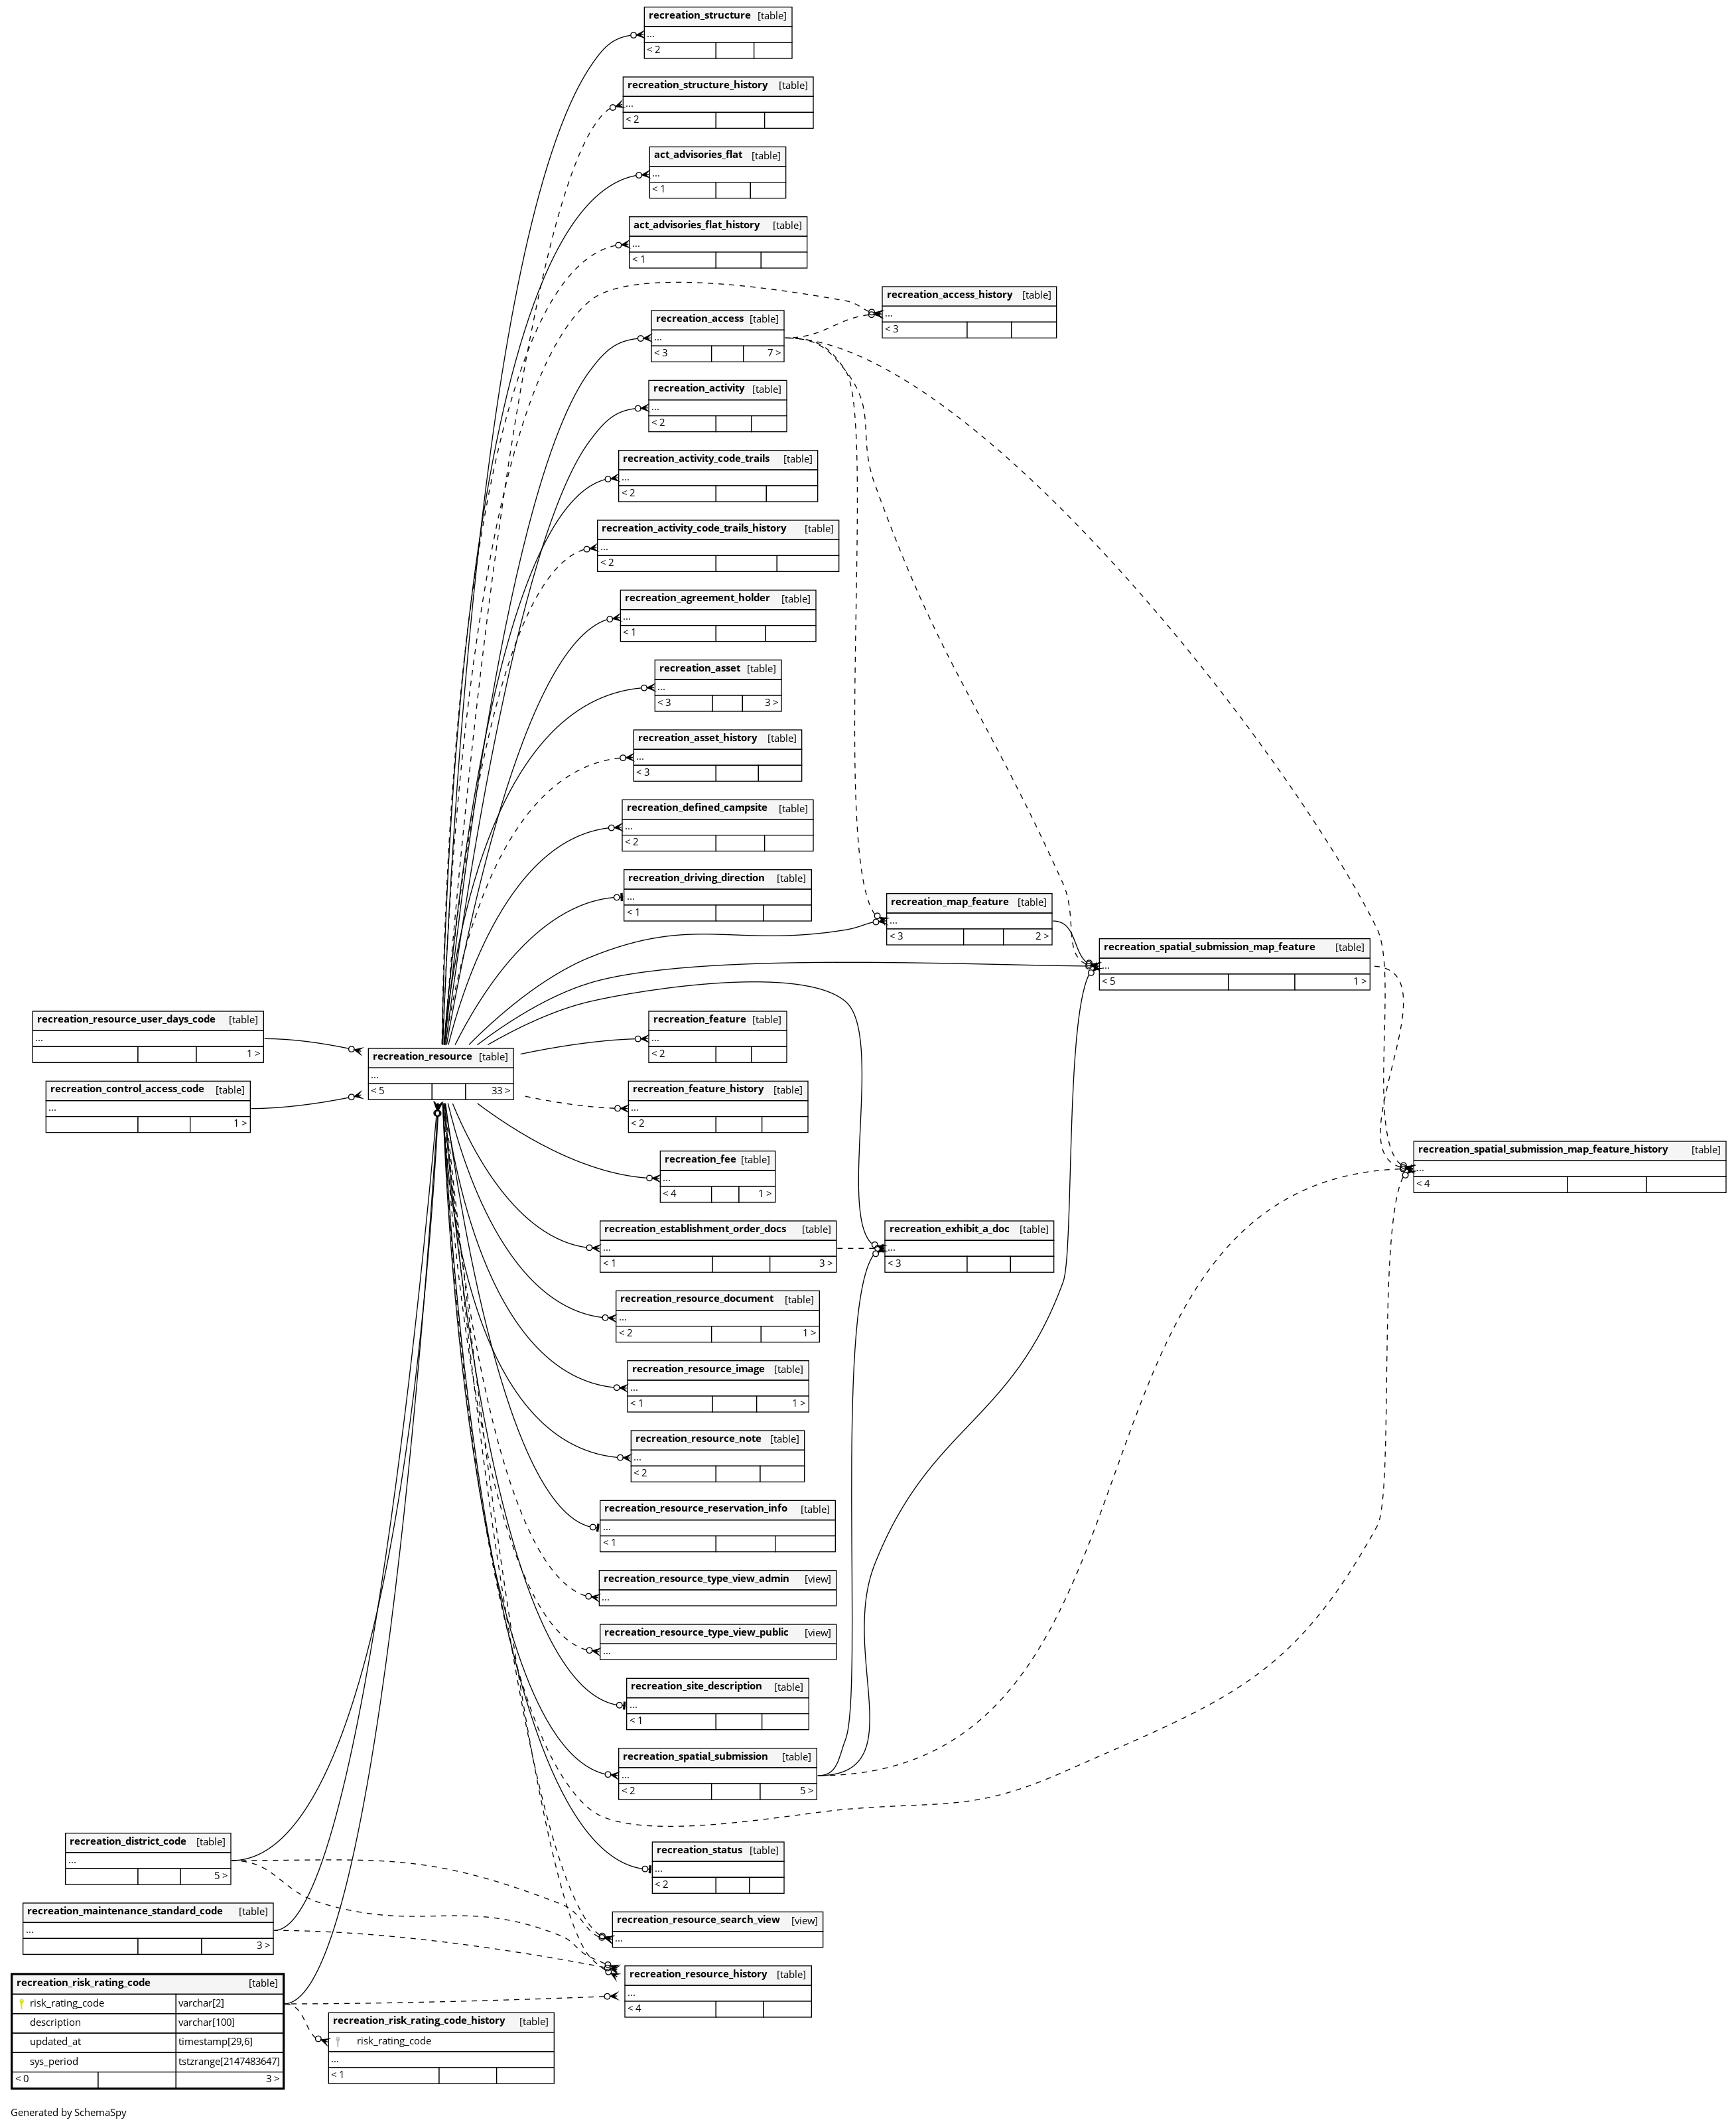 recreation_structure [table]
...
< 2
recreation_structure_history [table]
...
< 2
act_advisories_flat [table]
...
< 1
act_advisories_flat_history [table]
...
< 1
recreation_access_history [table]
...
< 3
recreation_access [table]
...
< 3 7 >
recreation_activity [table]
...
< 2
recreation_activity_code_trails [table]
...
< 2
recreation_activity_code_trails_history [table]
...
< 2
recreation_agreement_holder [table]
...
< 1
recreation_asset [table]
...
< 3 3 >
recreation_asset_history [table]
...
< 3
recreation_defined_campsite [table]
...
< 2
recreation_driving_direction [table]
...
< 1
recreation_map_feature [table]
...
< 3 2 >
recreation_spatial_submission_map_feature [table]
...
< 5 1 >
recreation_resource_user_days_code [table]
...
1 >
recreation_control_access_code [table]
...
1 >
recreation_resource [table]
...
< 5 33 >
recreation_feature [table]
...
< 2
recreation_feature_history [table]
...
< 2
recreation_spatial_submission_map_feature_history [table]
...
< 4
recreation_fee [table]
...
< 4 1 >
recreation_establishment_order_docs [table]
...
< 1 3 >
recreation_exhibit_a_doc [table]
...
< 3
recreation_resource_document [table]
...
< 2 1 >
recreation_resource_image [table]
...
< 1 1 >
recreation_resource_note [table]
...
< 2
recreation_resource_reservation_info [table]
...
< 1
recreation_resource_type_view_admin [view]
...
recreation_resource_type_view_public [view]
...
recreation_site_description [table]
...
< 1
recreation_spatial_submission [table]
...
< 2 5 >
recreation_district_code [table]
...
5 >
recreation_status [table]
...
< 2
recreation_maintenance_standard_code [table]
...
3 >
recreation_resource_search_view [view]
...
recreation_resource_history [table]
...
< 4
recreation_risk_rating_code [table]
risk_rating_code varchar[2]
description varchar[100]
updated_at timestamp[29,6]
sys_period tstzrange[2147483647]
< 0 3 >
recreation_risk_rating_code_history [table]
risk_rating_code
...
< 1
Generated by SchemaSpy